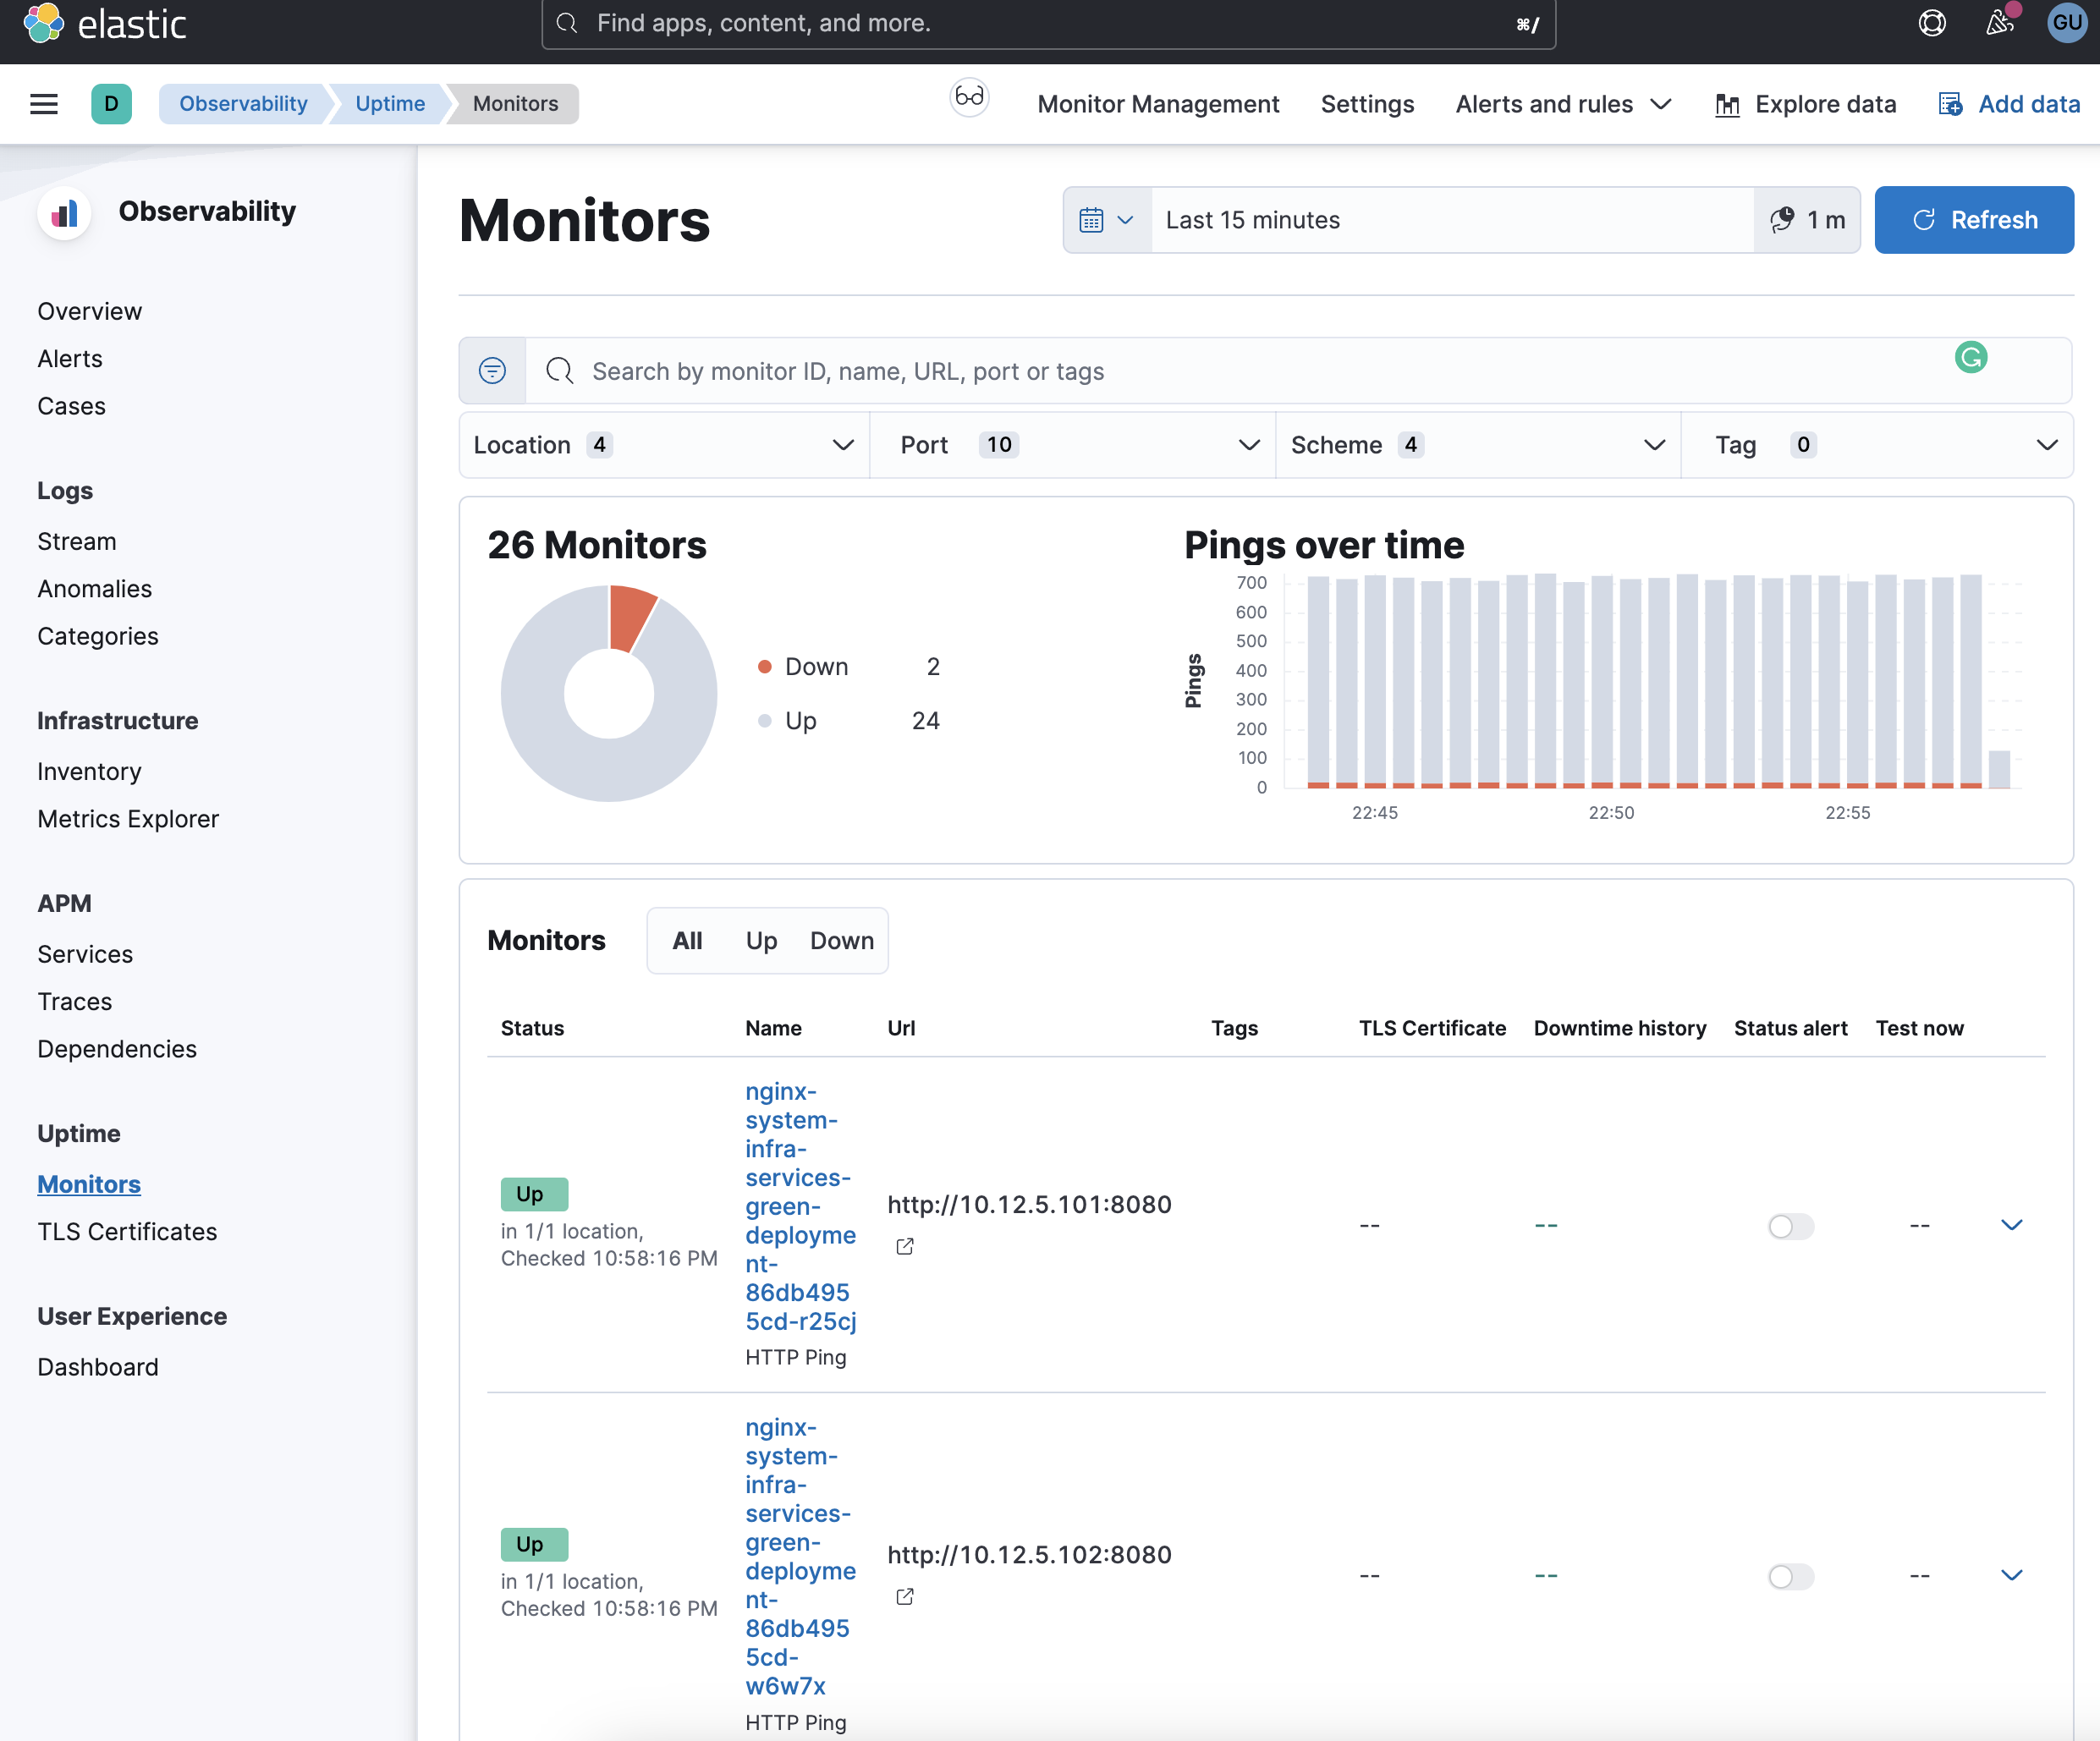 elastic
Find apps, content, and more.
⌘/
GU
D
Observability
Uptime
Monitors
Monitor Management
Settings
Alerts and rules
Explore data
Add data
Observability
Overview
Alerts
Cases
Logs
Stream
Anomalies
Categories
Infrastructure
Inventory
Metrics Explorer
APM
Services
Traces
Dependencies
Uptime
Monitors
TLS Certificates
User Experience
Dashboard
Monitors
Last 15 minutes
1 m
Refresh
Search by monitor ID, name, URL, port or tags
Location 4
Port 10
Scheme 4
Tag 0
26 Monitors
Down 2
Up 24
Pings over time
Pings
700
600
500
400
300
200
100
0
22:45
22:50
22:55
Monitors
All
Up
Down
Status
Name
Url
Tags
TLS Certificate
Downtime history
Status alert
Test now
Up
in 1/1 location,
Checked 10:58:16 PM
nginx-
system-
infra-
services-
green-
deployme
nt-
86db495
5cd-r25cj
HTTP Ping
http://10.12.5.101:8080
--
--
--
Up
in 1/1 location,
Checked 10:58:16 PM
nginx-
system-
infra-
services-
green-
deployme
nt-
86db495
5cd-
w6w7x
HTTP Ping
http://10.12.5.102:8080
--
--
--